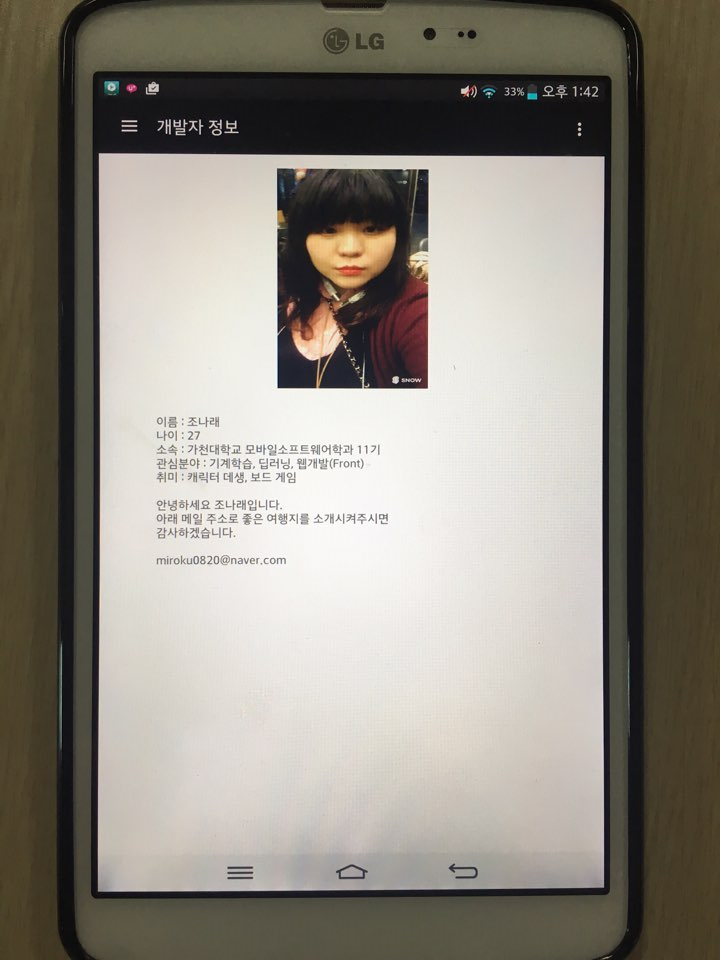 LG
33% 오후 1:42
개발자 정보
SNOW
이름 : 조나래
나이 : 27
소속 : 가천대학교 모바일소프트웨어학과 11기
관심분야 : 기계학습, 딥러닝, 웹개발(Front)
취미 : 캐릭터 데생, 보드 게임
안녕하세요 조나래입니다.
아래 메일 주소로 좋은 여행지를 소개시켜주시면
감사하겠습니다.
miroku0820@naver.com